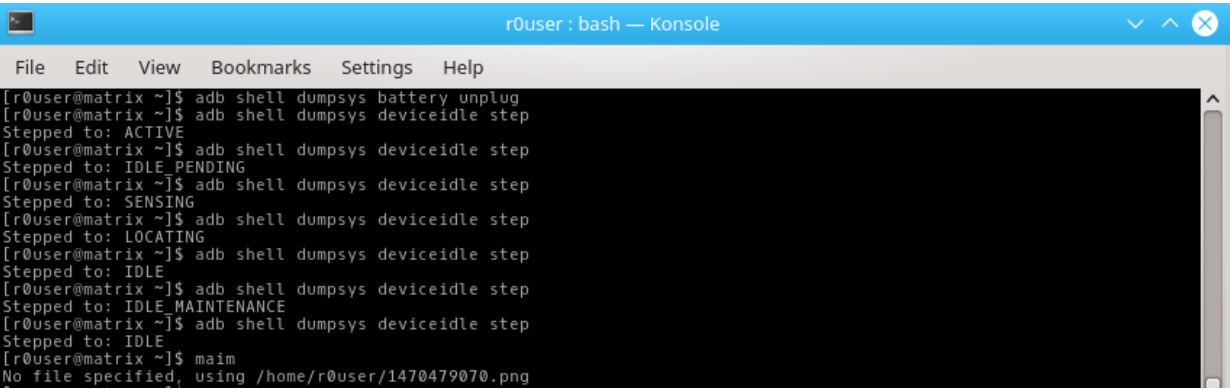 r0user : bash — Konsole
File Edit View Bookmarks Settings Help
[r0user@matrix ~]$ adb shell dumpsys battery unplug
[r0user@matrix ~]$ adb shell dumpsys deviceidle step
Stepped to: ACTIVE
[r0user@matrix ~]$ adb shell dumpsys deviceidle step
Stepped to: IDLE_PENDING
[r0user@matrix ~]$ adb shell dumpsys deviceidle step
Stepped to: SENSING
[r0user@matrix ~]$ adb shell dumpsys deviceidle step
Stepped to: LOCATING
[r0user@matrix ~]$ adb shell dumpsys deviceidle step
Stepped to: IDLE
[r0user@matrix ~]$ adb shell dumpsys deviceidle step
Stepped to: IDLE_MAINTENANCE
[r0user@matrix ~]$ adb shell dumpsys deviceidle step
Stepped to: IDLE
[r0user@matrix ~]$ maim
No file specified, using /home/r0user/1470479070.png